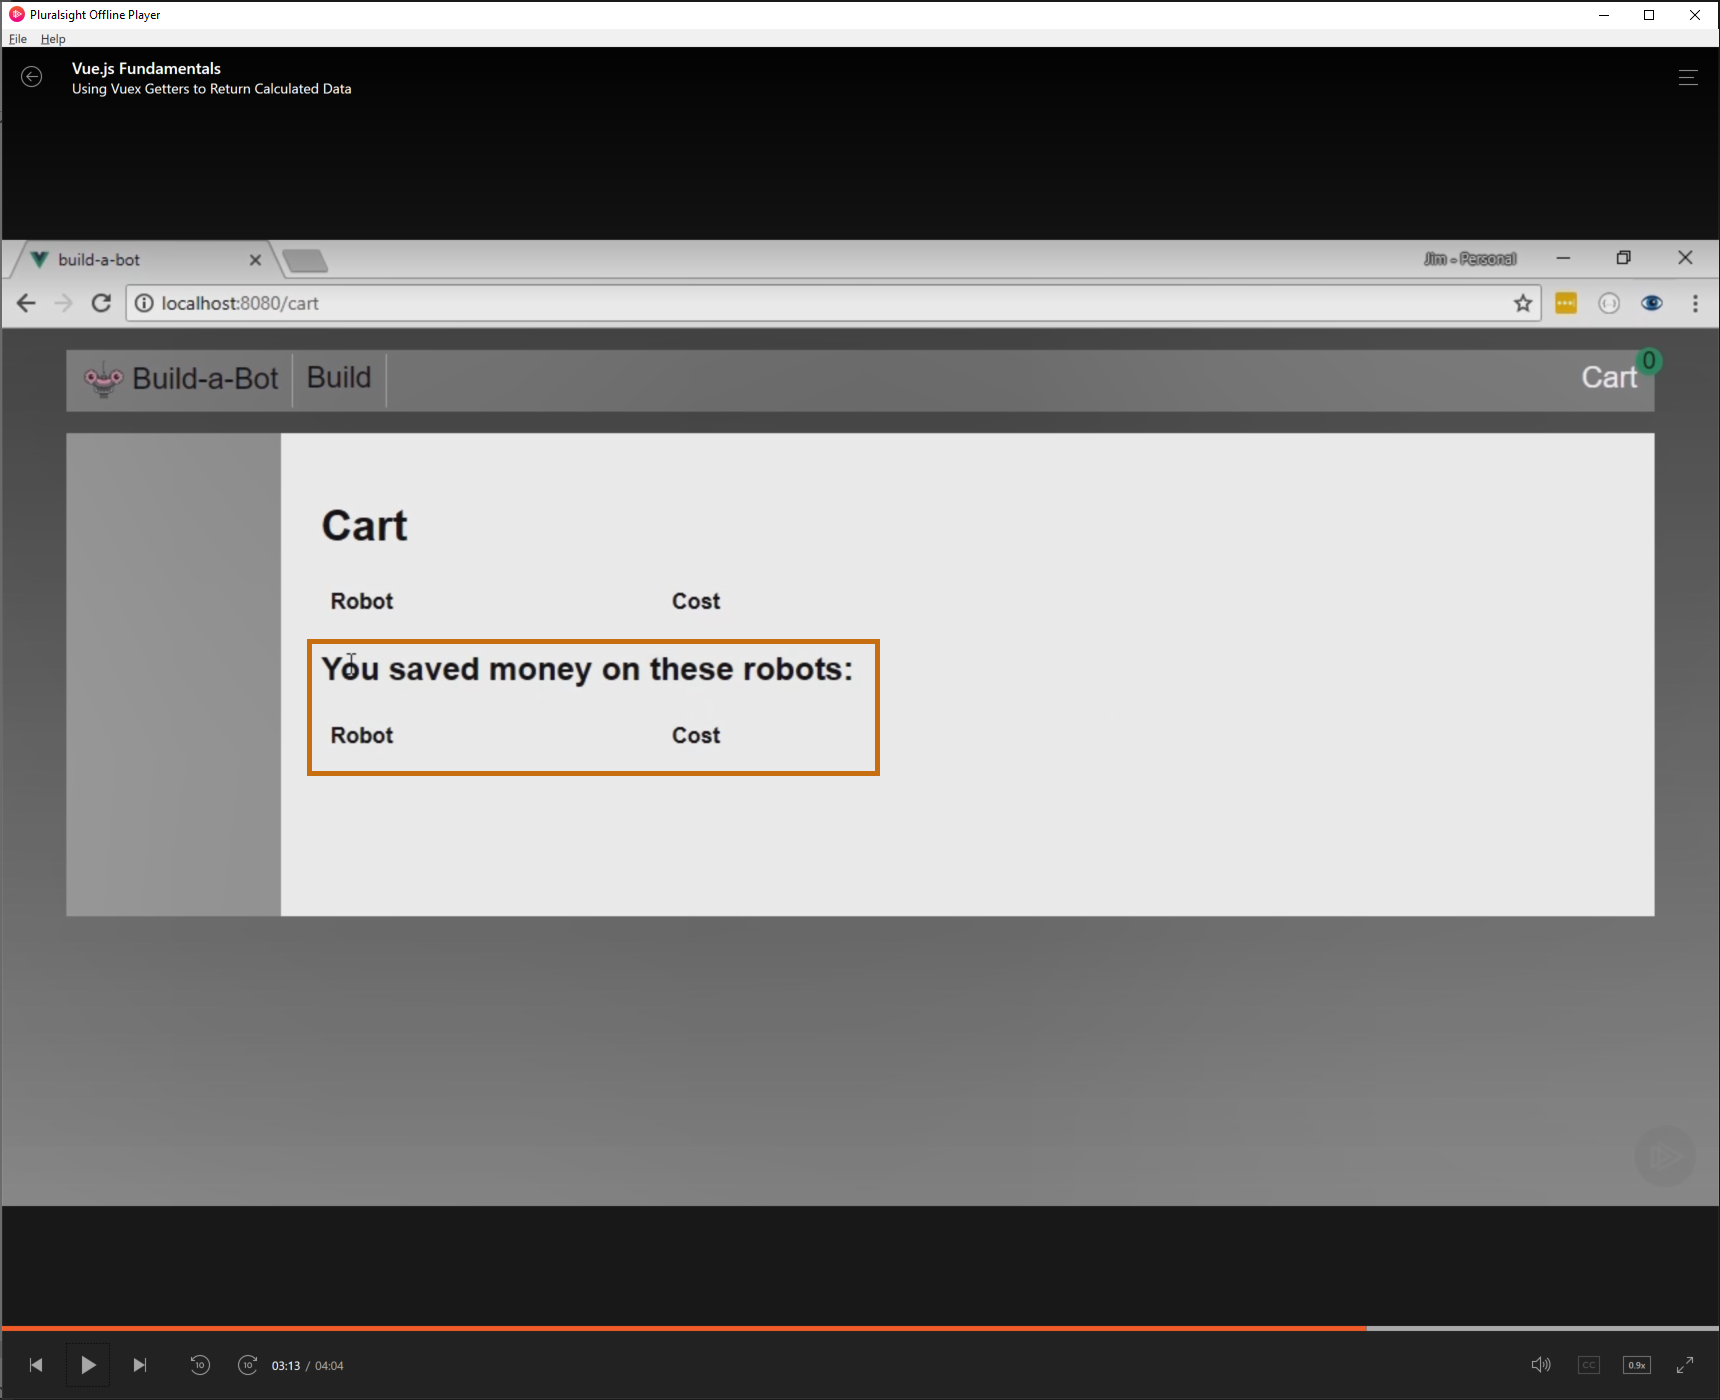 Pluralsight Offline Player
File Help
Vue.js Fundamentals
Using Vuex Getters to Return Calculated Data
build-a-bot
Jim - Personal
localhost:8080/cart
Build-a-Bot Build Cart 0
Cart
Robot Cost
You saved money on these robots:
Robot Cost
10 10 03:13 / 04:04 CC 0.9x